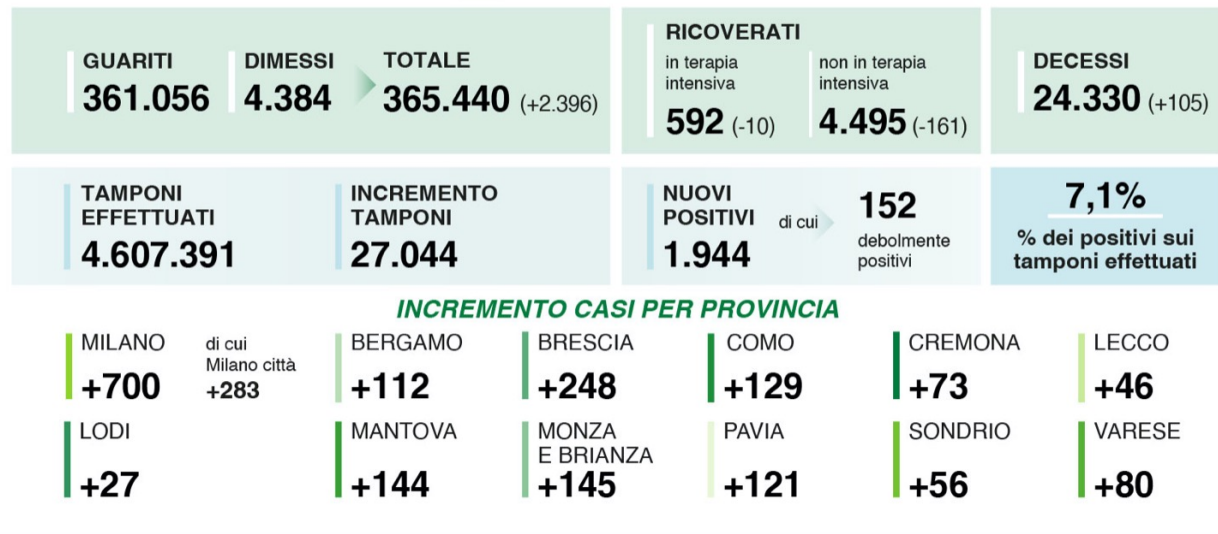 GUARITI
361.056
DIMESSI
4.384
TOTALE
365.440 (+2.396)
RICOVERATI
in terapia
intensiva
592 (-10)
non in terapia
intensiva
4.495 (-161)
DECESSI
24.330 (+105)
TAMPONI
EFFETTUATI
4.607.391
INCREMENTO
TAMPONI
27.044
NUOVI
POSITIVI
1.944
di cui
152
debolmente
positivi
7,1%
% dei positivi sui
tamponi effettuati
INCREMENTO CASI PER PROVINCIA
MILANO
+700
di cui
Milano città
+283
BERGAMO
+112
BRESCIA
+248
COMO
+129
CREMONA
+73
LECCO
+46
LODI
+27
MANTOVA
+144
MONZA
E BRIANZA
+145
PAVIA
+121
SONDRIO
+56
VARESE
+80